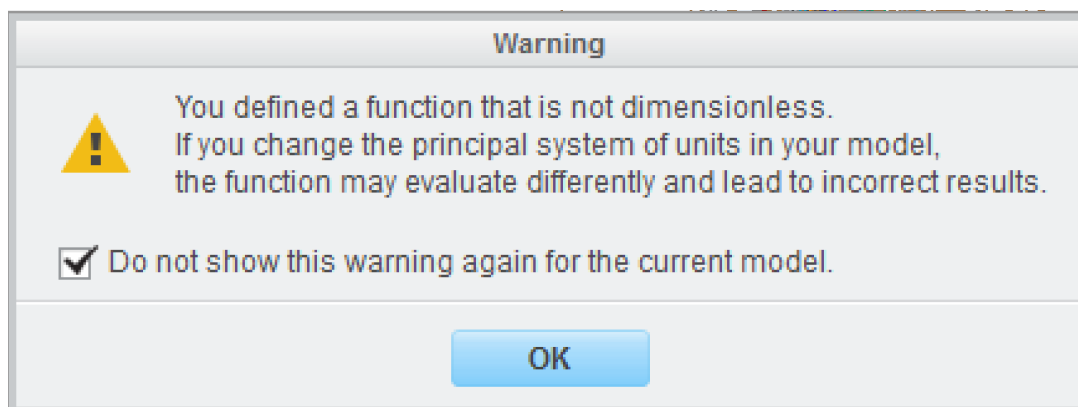 Warning
You defined a function that is not dimensionless.
If you change the principal system of units in your model,
the function may evaluate differently and lead to incorrect results.
Do not show this warning again for the current model.
OK